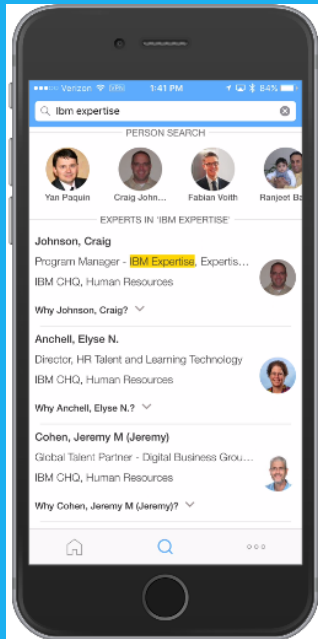 Verizon
1:41 PM
84%
Ibm expertise
PERSON SEARCH
Yan Paquin
Craig John...
Fabian Voith
Ranjeet Ba
EXPERTS IN 'IBM EXPERTISE'
Johnson, Craig
Program Manager - IBM Expertise, Expertis...
IBM CHQ, Human Resources
Why Johnson, Craig?
Anchell, Elyse N.
Director, HR Talent and Learning Technology
IBM CHQ, Human Resources
Why Anchell, Elyse N.?
Cohen, Jeremy M (Jeremy)
Global Talent Partner - Digital Business Grou...
IBM CHQ, Human Resources
Why Cohen, Jeremy M (Jeremy)?